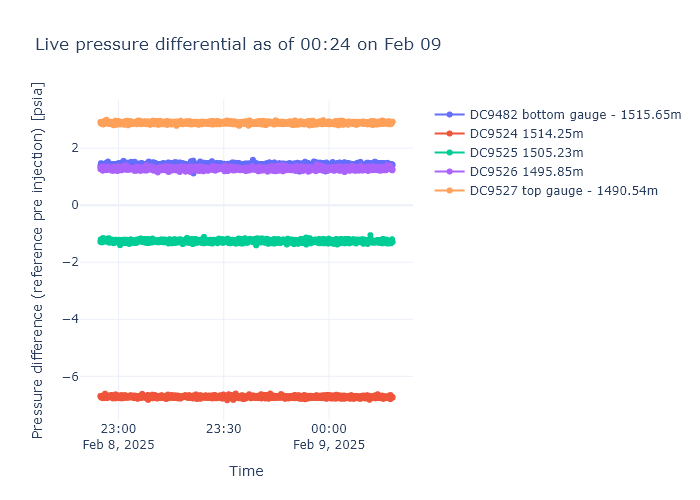 Live pressure differential as of 00:24 on Feb 09
Pressure difference (reference pre injection) [psia]
2
0
−2
−4
−6
23:00
Feb 8, 2025
23:30
00:00
Feb 9, 2025
Time
DC9482 bottom gauge - 1515.65m
DC9524 1514.25m
DC9525 1505.23m
DC9526 1495.85m
DC9527 top gauge - 1490.54m